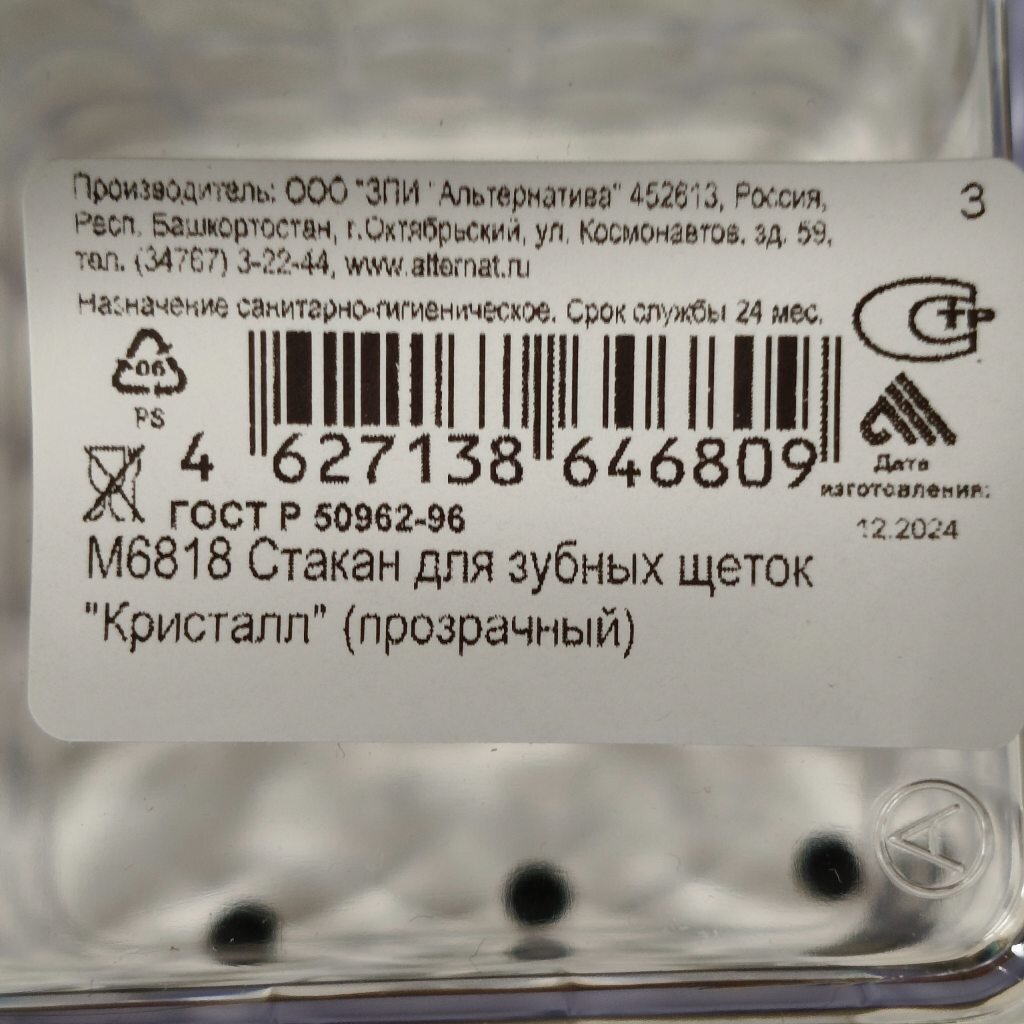 Производитель: ООО "ЗПИ "Альтернатива" 452613, Россия,
Респ. Башкортостан, г.Октябрьский, ул. Космонавтов, зд. 59,
тел. (34767) 3-22-44, www.alternat.ru
3
Назначение санитарно-гигиеническое. Срок службы 24 мес.
06
PS
4 627138 646809
Дата
изготовления:
12.2024
ГОСТ Р 50962-96
М6818 Стакан для зубных щеток
"Кристалл" (прозрачный)
A